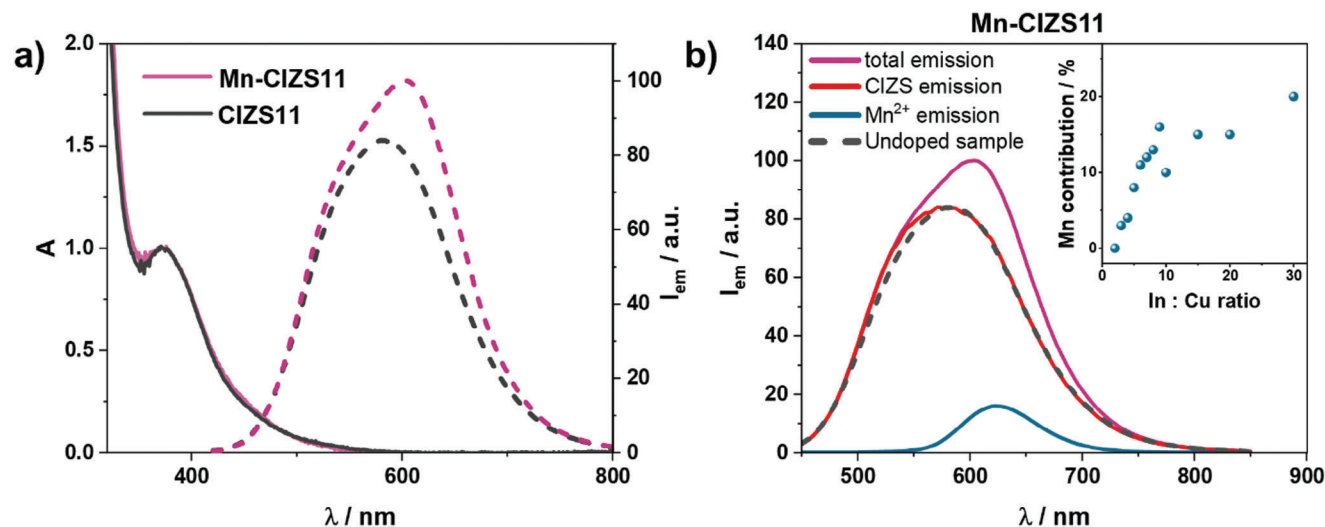 a)
2.0
1.5
1.0
0.5
0.0
A
Mn-CIZS11
CIZS11
100
80
60
40
20
0
I_em / a.u.
400
600
800
λ / nm
b)
Mn-CIZS11
140
120
100
80
60
40
20
0
I_em / a.u.
total emission
CIZS emission
Mn²⁺ emission
Undoped sample
450
600
700
800
900
λ / nm
Mn contribution / %
20
10
0
0
10
20
30
In : Cu ratio